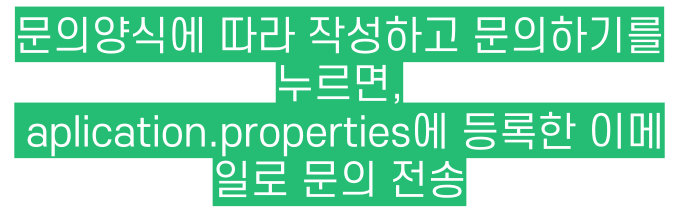 문의양식에 따라 작성하고 문의하기를
누르면,
aplication.properties에 등록한 이메
일로 문의 전송